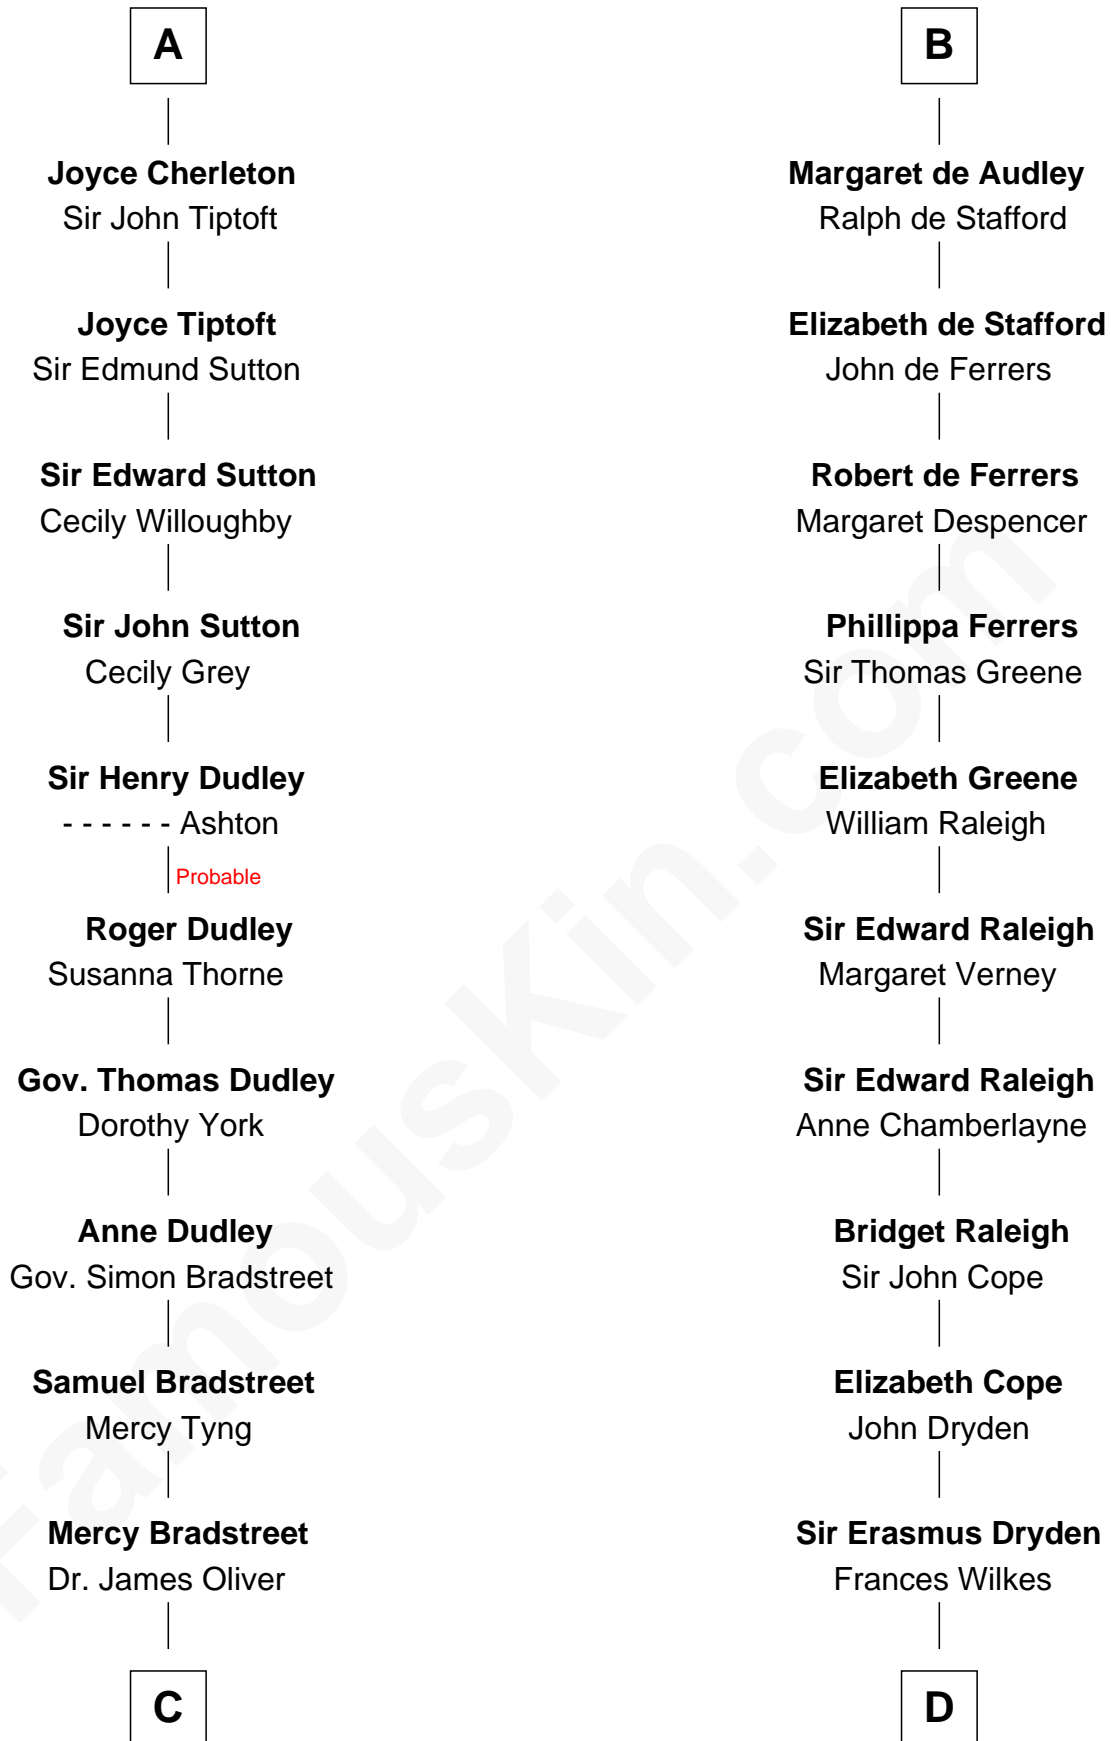 A
Joyce Cherleton
Sir John Tiptoft
Joyce Tiptoft
Sir Edmund Sutton
Sir Edward Sutton
Cecily Willoughby
Sir John Sutton
Cecily Grey
Sir Henry Dudley
- - - - - - Ashton
Probable
Roger Dudley
Susanna Thorne
Gov. Thomas Dudley
Dorothy York
Anne Dudley
Gov. Simon Bradstreet
Samuel Bradstreet
Mercy Tyng
Mercy Bradstreet
Dr. James Oliver
C
B
Margaret de Audley
Ralph de Stafford
Elizabeth de Stafford
John de Ferrers
Robert de Ferrers
Margaret Despencer
Phillippa Ferrers
Sir Thomas Greene
Elizabeth Greene
William Raleigh
Sir Edward Raleigh
Margaret Verney
Sir Edward Raleigh
Anne Chamberlayne
Bridget Raleigh
Sir John Cope
Elizabeth Cope
John Dryden
Sir Erasmus Dryden
Frances Wilkes
D
FamousKin.com